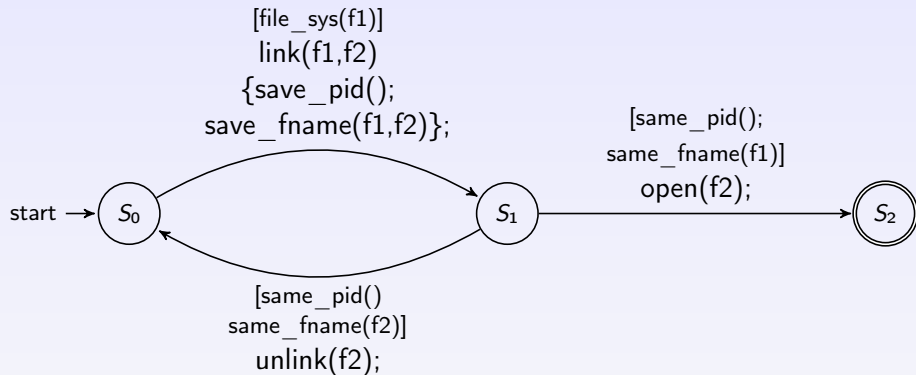 [file_sys(f1)]
link(f1,f2)
{save_pid();
save_fname(f1,f2)};
[same_pid();
same_fname(f1)]
open(f2);
start
S0
S1
S2
[same_pid()
same_fname(f2)]
unlink(f2);